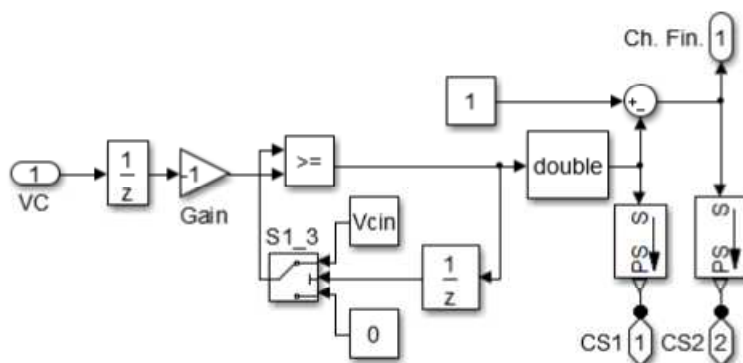 Ch. Fin.
1
1
+
-
1
VC
1
z
-1
Gain
>=
double
S1_3
Vcin
1
z
0
S
PS
S
PS
CS1
1
CS2
2